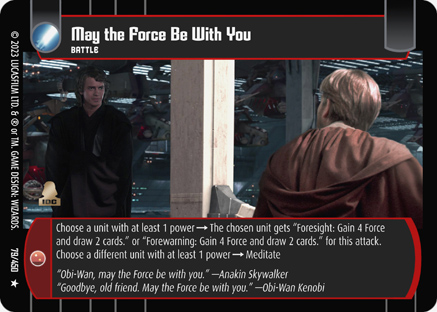 May the Force Be With You
BATTLE
© 2023 LUCASFILM LTD. & ® or TM. GAME DESIGN: WIZARDS.
79/450
IDC
Choose a unit with at least 1 power → The chosen unit gets "Foresight: Gain 4 Force
and draw 2 cards." or "Forewarning: Gain 4 Force and draw 2 cards." for this attack.
Choose a different unit with at least 1 power → Meditate
"Obi-Wan, may the Force be with you." —Anakin Skywalker
"Goodbye, old friend. May the Force be with you." —Obi-Wan Kenobi